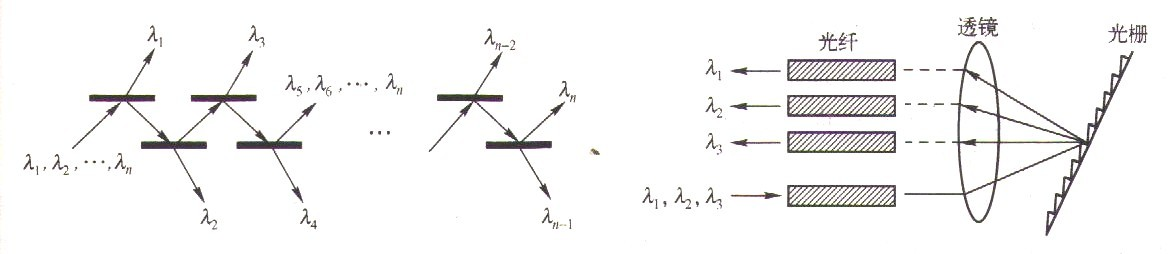 λ1
λ3
λn-2
λ5, λ6, ···, λn
λn
···
λ1, λ2, ···, λn
λ2
λ4
λn-1
光纤
透镜
光栅
λ1
λ2
λ3
λ1, λ2, λ3